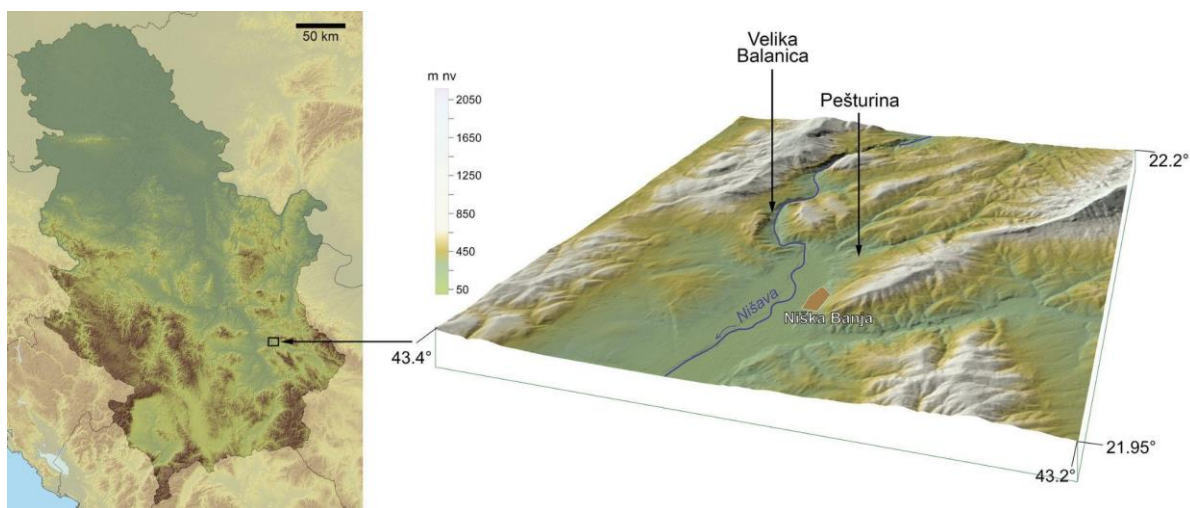 50 km
Velika
Balanica
Pešturina
m nv
2050
1650
1250
850
450
50
22.2°
Nišava
Niška Banja
43.4°
21.95°
43.2°